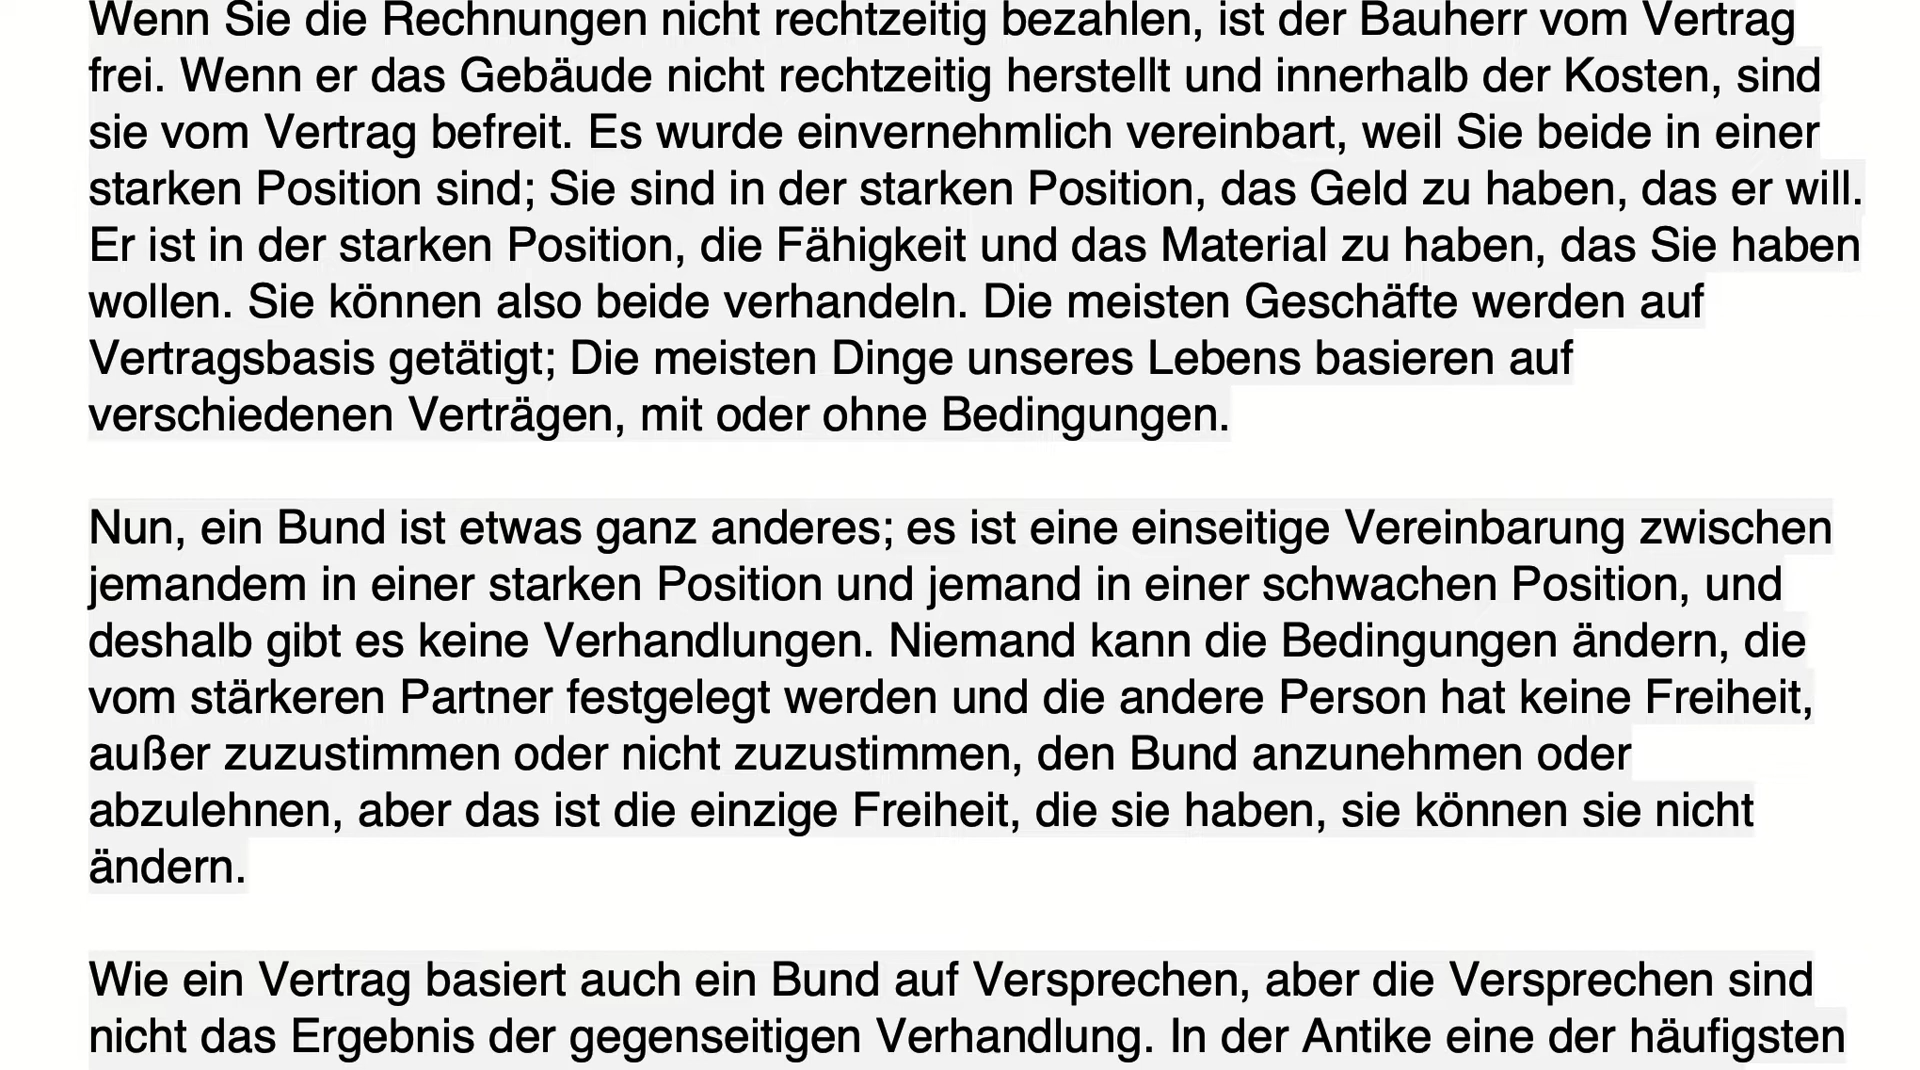 Wenn Sie die Rechnungen nicht rechtzeitig bezahlen, ist der Bauherr vom Vertrag
frei. Wenn er das Gebäude nicht rechtzeitig herstellt und innerhalb der Kosten, sind
sie vom Vertrag befreit. Es wurde einvernehmlich vereinbart, weil Sie beide in einer
starken Position sind; Sie sind in der starken Position, das Geld zu haben, das er will.
Er ist in der starken Position, die Fähigkeit und das Material zu haben, das Sie haben
wollen. Sie können also beide verhandeln. Die meisten Geschäfte werden auf
Vertragsbasis getätigt; Die meisten Dinge unseres Lebens basieren auf
verschiedenen Verträgen, mit oder ohne Bedingungen.
Nun, ein Bund ist etwas ganz anderes; es ist eine einseitige Vereinbarung zwischen
jemandem in einer starken Position und jemand in einer schwachen Position, und
deshalb gibt es keine Verhandlungen. Niemand kann die Bedingungen ändern, die
vom stärkeren Partner festgelegt werden und die andere Person hat keine Freiheit,
außer zuzustimmen oder nicht zuzustimmen, den Bund anzunehmen oder
abzulehnen, aber das ist die einzige Freiheit, die sie haben, sie können sie nicht
ändern.
Wie ein Vertrag basiert auch ein Bund auf Versprechen, aber die Versprechen sind
nicht das Ergebnis der gegenseitigen Verhandlung. In der Antike eine der häufigsten